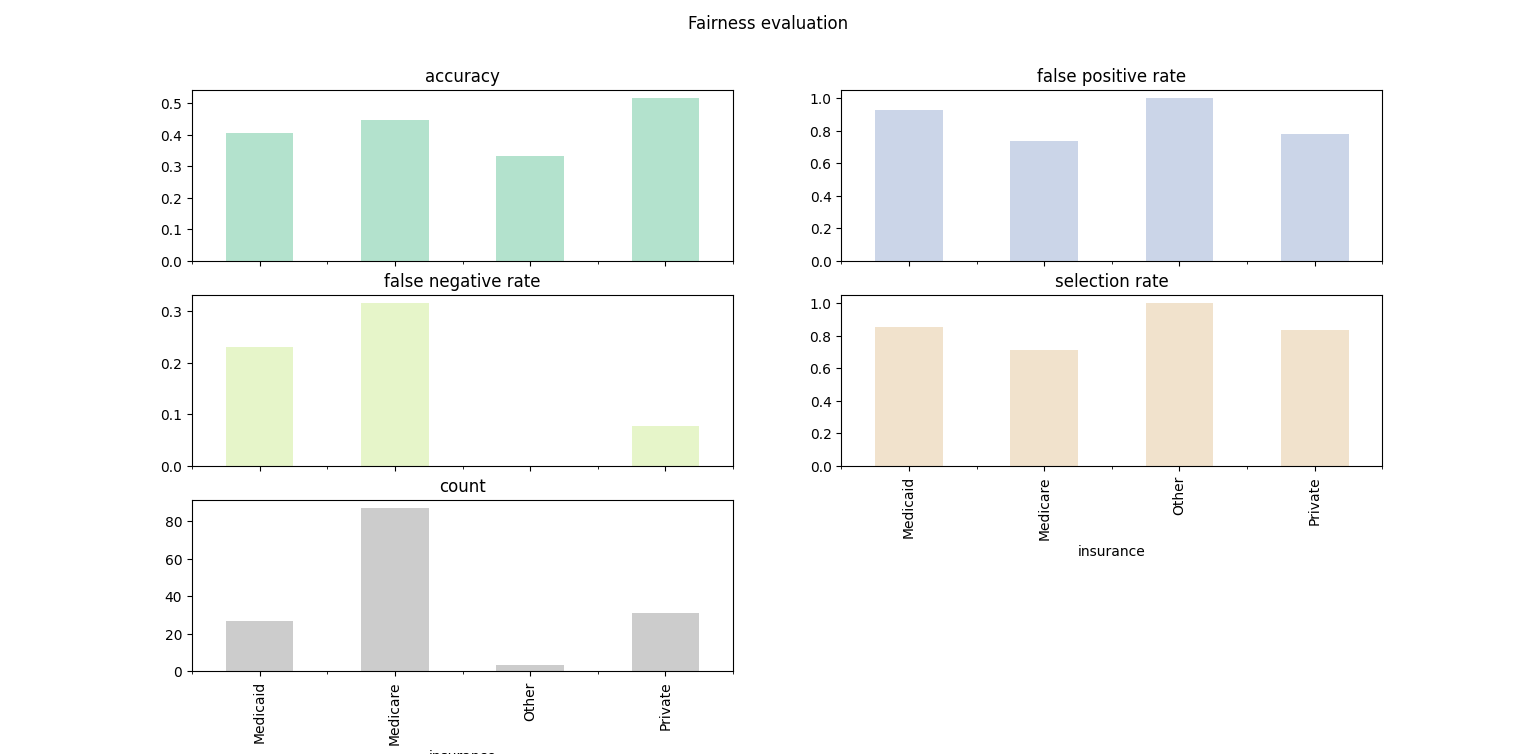 Fairness evaluation
accuracy
0.5
0.4
0.3
0.2
0.1
0.0
false positive rate
1.0
0.8
0.6
0.4
0.2
0.0
false negative rate
0.3
0.2
0.1
0.0
selection rate
1.0
0.8
0.6
0.4
0.2
0.0
Medicaid
Medicare
Other
Private
insurance
count
80
60
40
20
0
Medicaid
Medicare
Other
Private